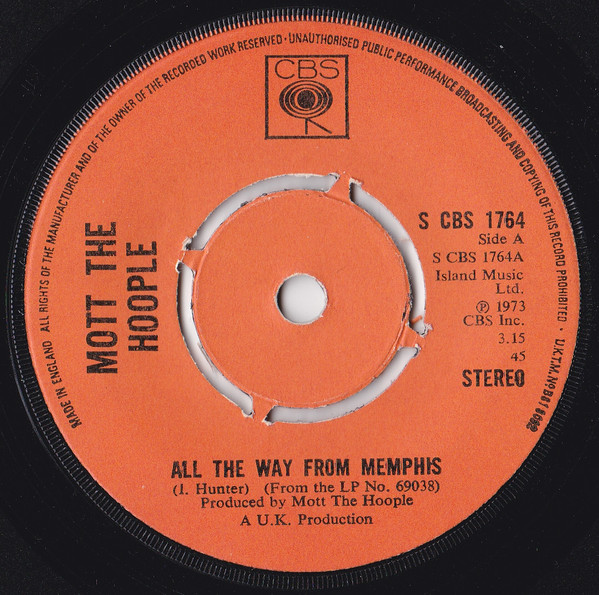 MADE IN ENGLAND ALL RIGHTS OF THE MANUFACTURER AND OF THE OWNER OF THE RECORDED WORK RESERVED · UNAUTHORISED PUBLIC PERFORMANCE BROADCASTING AND COPYING OF THIS RECORD PROHIBITED ·
CBS
MOTT THE
HOOPLE
S CBS 1764
Side A
S CBS 1764A
Island Music
Ltd.
℗ 1973
CBS Inc.
3.15
45
STEREO
ALL THE WAY FROM MEMPHIS
(I. Hunter) (From the LP No. 69038)
Produced by Mott The Hoople
A U.K. Production